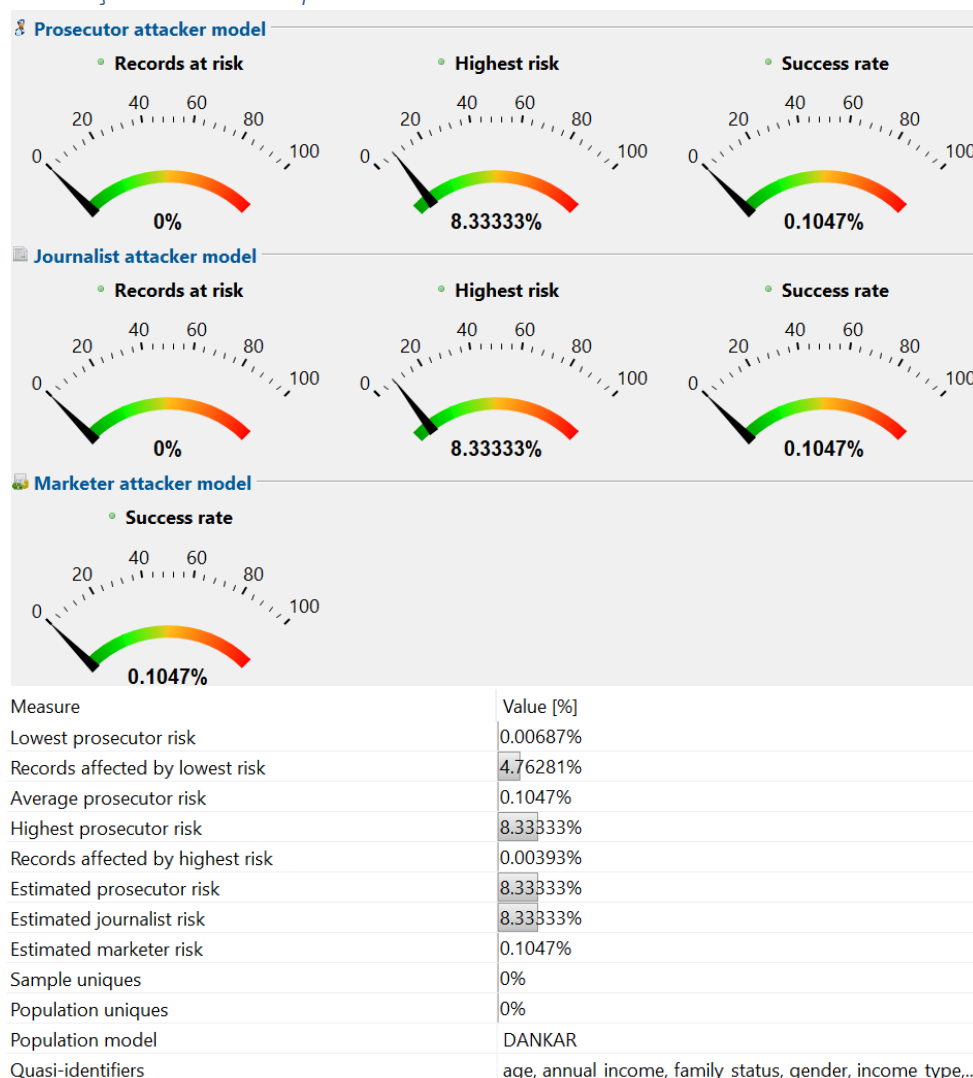 Prosecutor attacker model
Records at risk Highest risk Success rate
0 20 40 60 80 100 0 20 40 60 80 100 0 20 40 60 80 100
0% 8.33333% 0.1047%
Journalist attacker model
Records at risk Highest risk Success rate
0 20 40 60 80 100 0 20 40 60 80 100 0 20 40 60 80 100
0% 8.33333% 0.1047%
Marketer attacker model
Success rate
0 20 40 60 80 100
0.1047%
Measure Value [%]
Lowest prosecutor risk 0.00687%
Records affected by lowest risk 4.76281%
Average prosecutor risk 0.1047%
Highest prosecutor risk 8.33333%
Records affected by highest risk 0.00393%
Estimated prosecutor risk 8.33333%
Estimated journalist risk 8.33333%
Estimated marketer risk 0.1047%
Sample uniques 0%
Population uniques 0%
Population model DANKAR
Quasi-identifiers age, annual income, family status, gender, income type,...